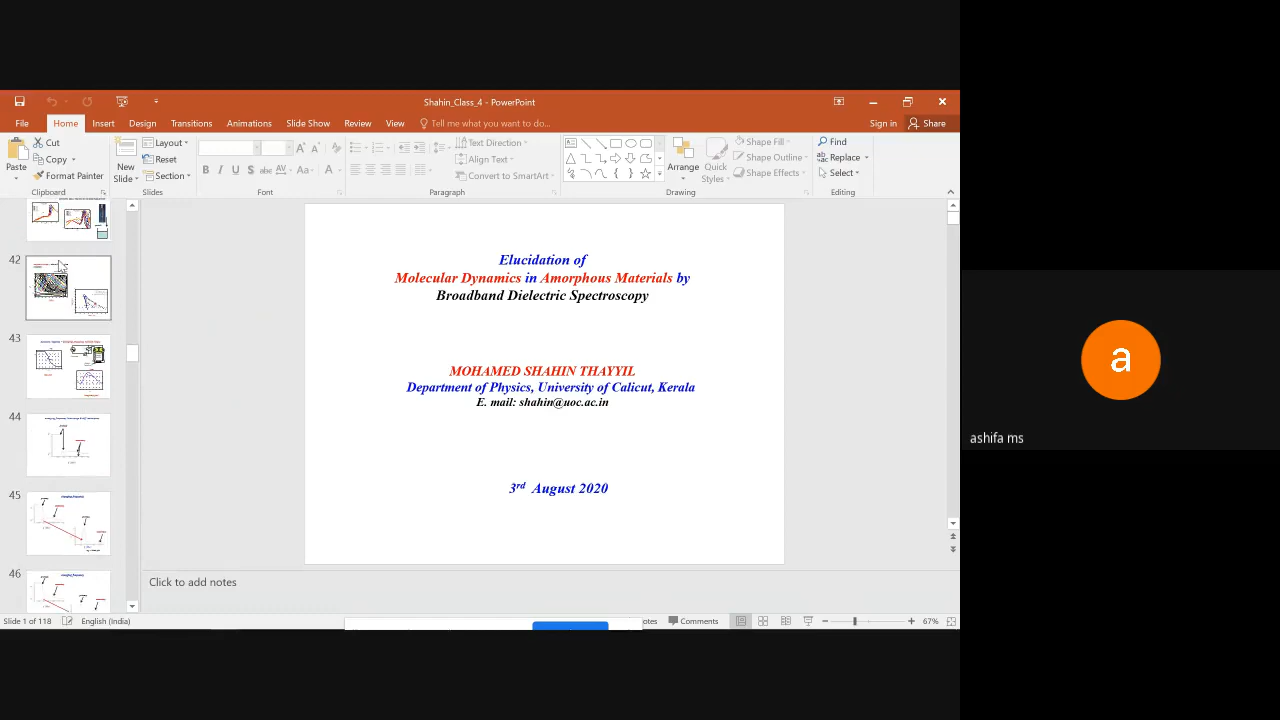 Shahin_Class_4 - PowerPoint
File Home Insert Design Transitions Animations Slide Show Review View Tell me what you want to do... Sign in Share
Paste
Cut
Copy
Format Painter
Clipboard
New Slide
Layout
Reset
Section
Slides
B I U S abc AV Aa A
Font
Text Direction
Align Text
Convert to SmartArt
Paragraph
Arrange
Quick Styles
Shape Fill
Shape Outline
Shape Effects
Drawing
Find
Replace
Select
Editing
42
43
44
45
46
Elucidation of
Molecular Dynamics in Amorphous Materials by
Broadband Dielectric Spectroscopy
MOHAMED SHAHIN THAYYIL
Department of Physics, University of Calicut, Kerala
E. mail: shahin@uoc.ac.in
3rd August 2020
Click to add notes
Slide 1 of 118 English (India) otes Comments 67%
a
ashifa ms